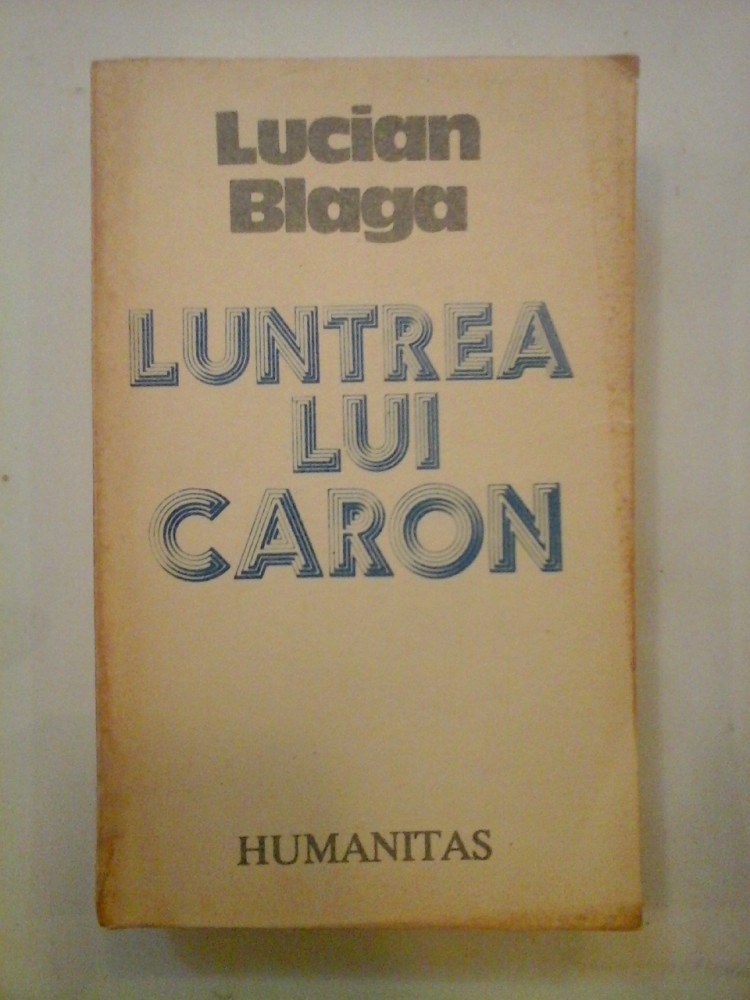 Lucian
Blaga
LUNTREA
LUI
CARON
HUMANITAS